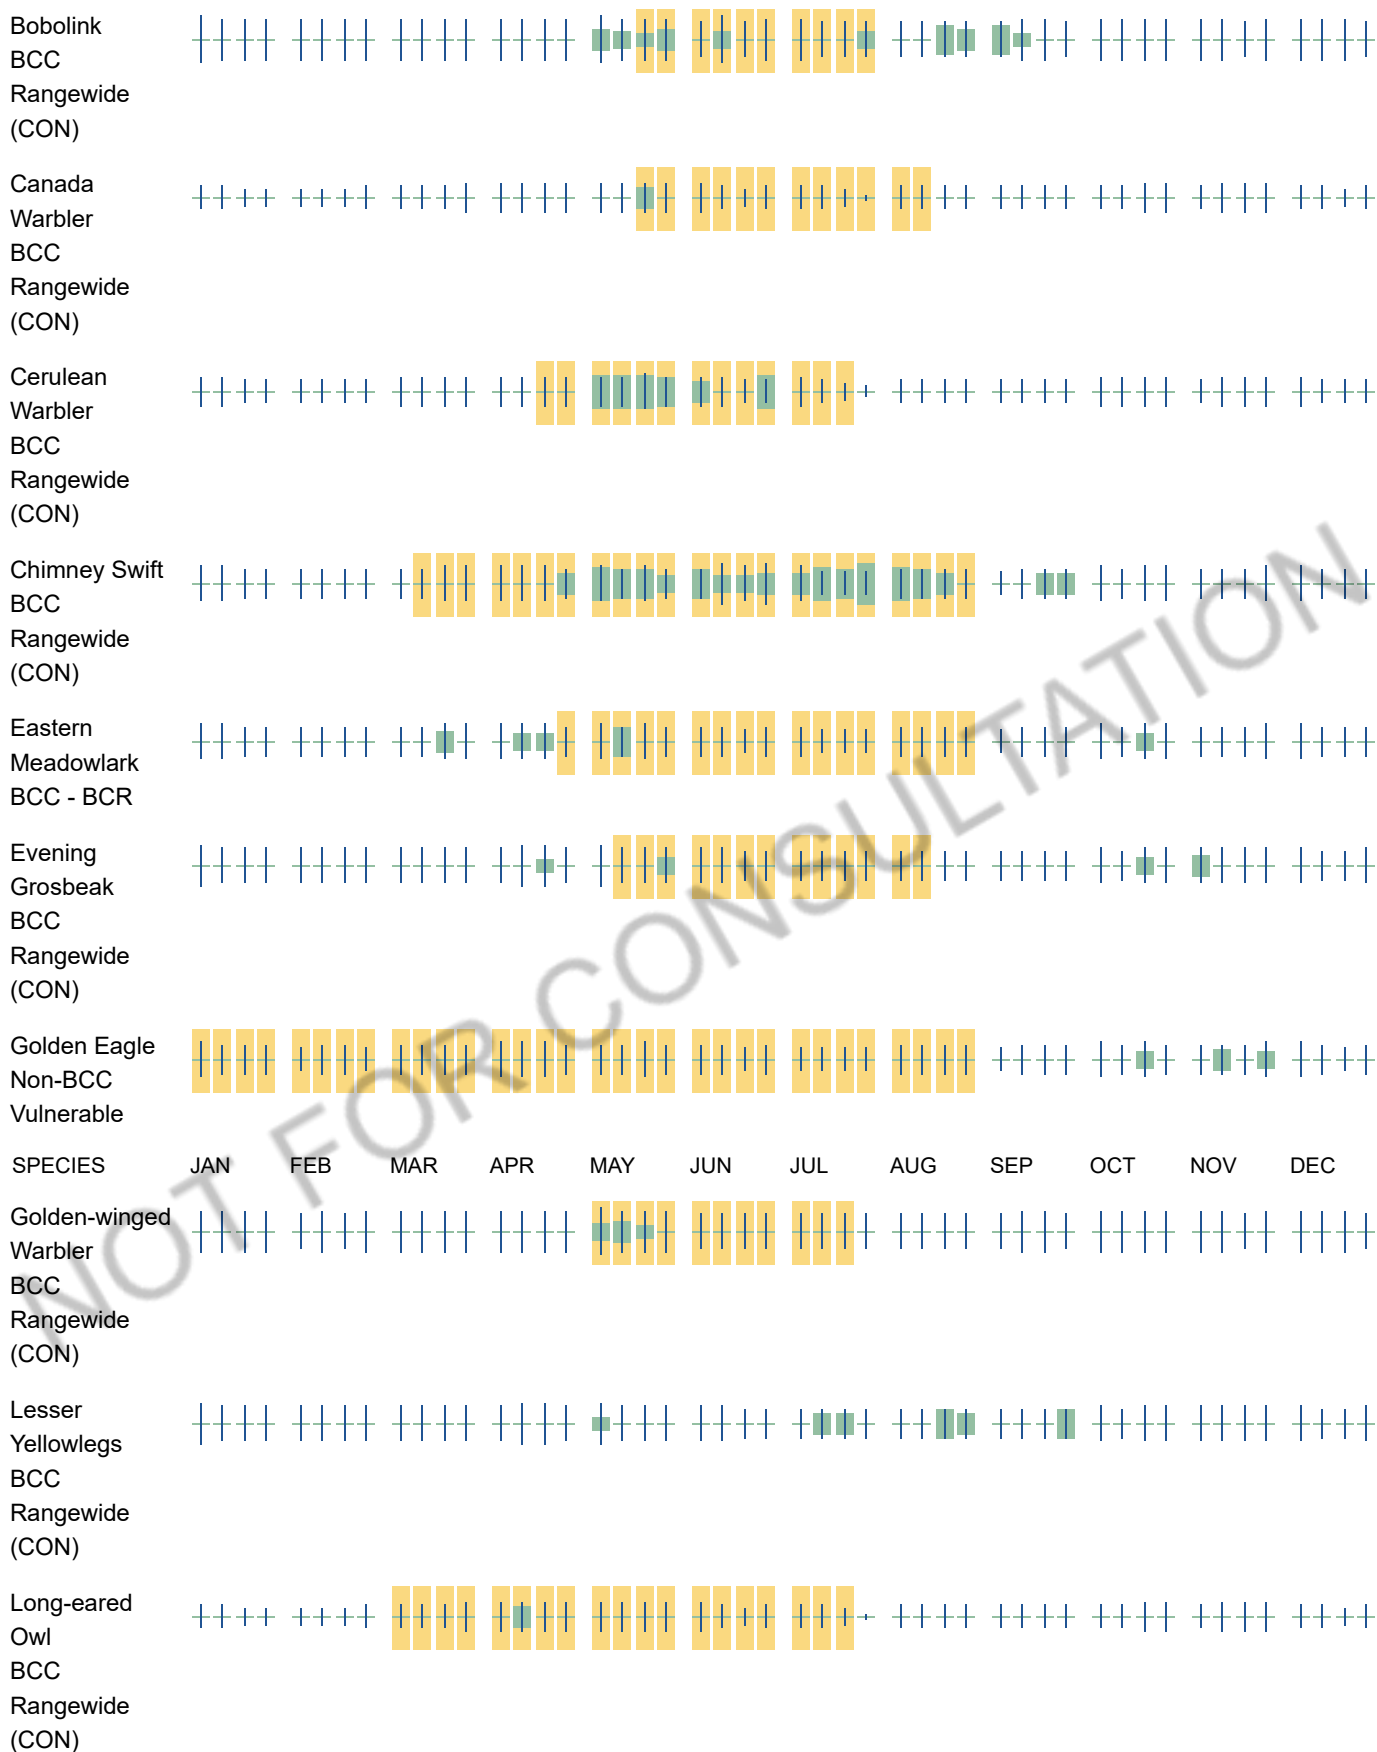 Bobolink
BCC
Rangewide
(CON)
Canada
Warbler
BCC
Rangewide
(CON)
Cerulean
Warbler
BCC
Rangewide
(CON)
Chimney Swift
BCC
Rangewide
(CON)
Eastern
Meadowlark
BCC - BCR
Evening
Grosbeak
BCC
Rangewide
(CON)
Golden Eagle
Non-BCC
Vulnerable
SPECIES JAN FEB MAR APR MAY JUN JUL AUG SEP OCT NOV DEC
Golden-winged
Warbler
BCC
Rangewide
(CON)
Lesser
Yellowlegs
BCC
Rangewide
(CON)
Long-eared
Owl
BCC
Rangewide
(CON)
NOT FOR CONSULTATION